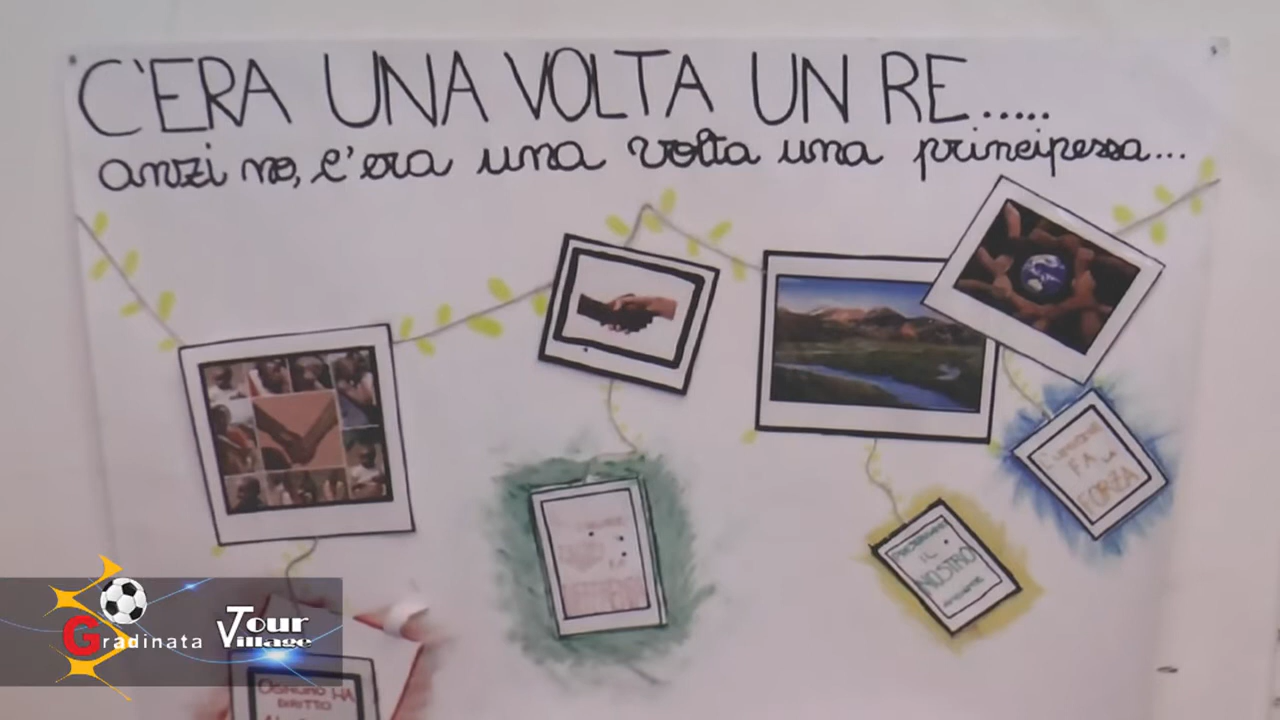 C'ERA UNA VOLTA UN RE.....
anzi no, c'era una volta una principessa...
L'UNIONE
FA LA
FORZA
IL
NOSTRO
Gradinata
Tour
Village
OGNUNO HA
DIRITTO